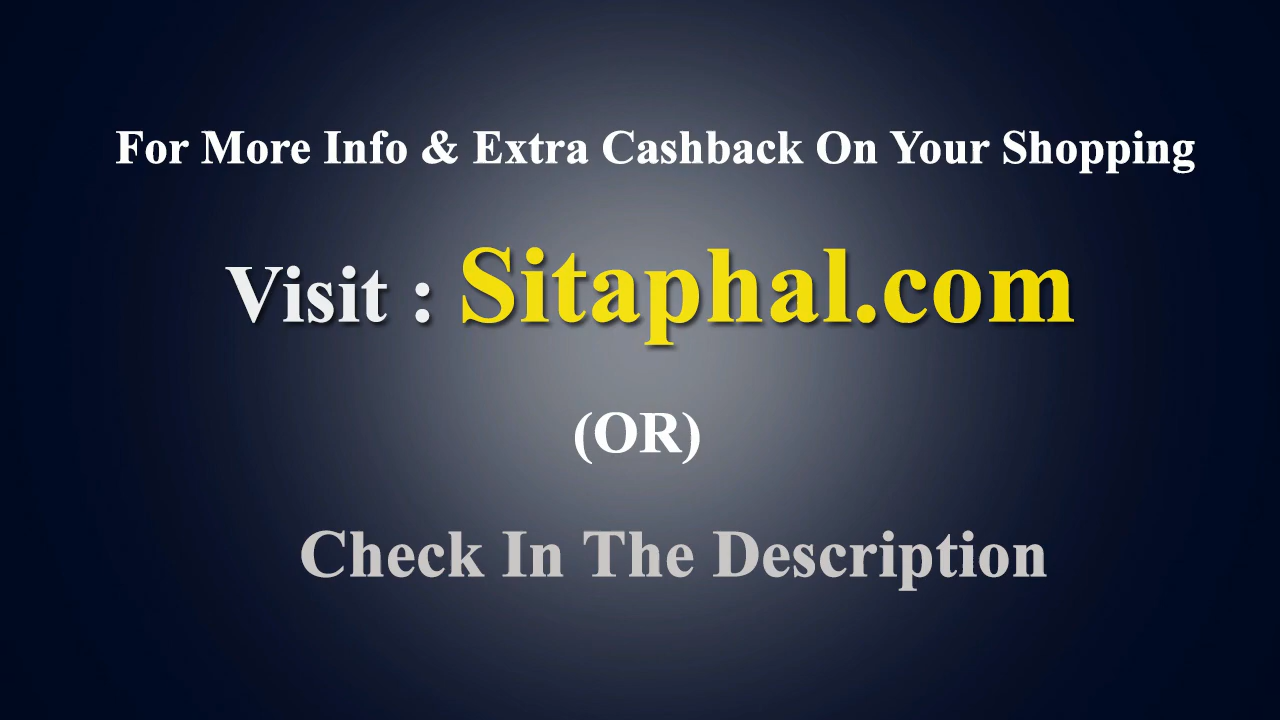 For More Info & Extra Cashback On Your Shopping
Visit : Sitaphal.com
(OR)
Check In The Description